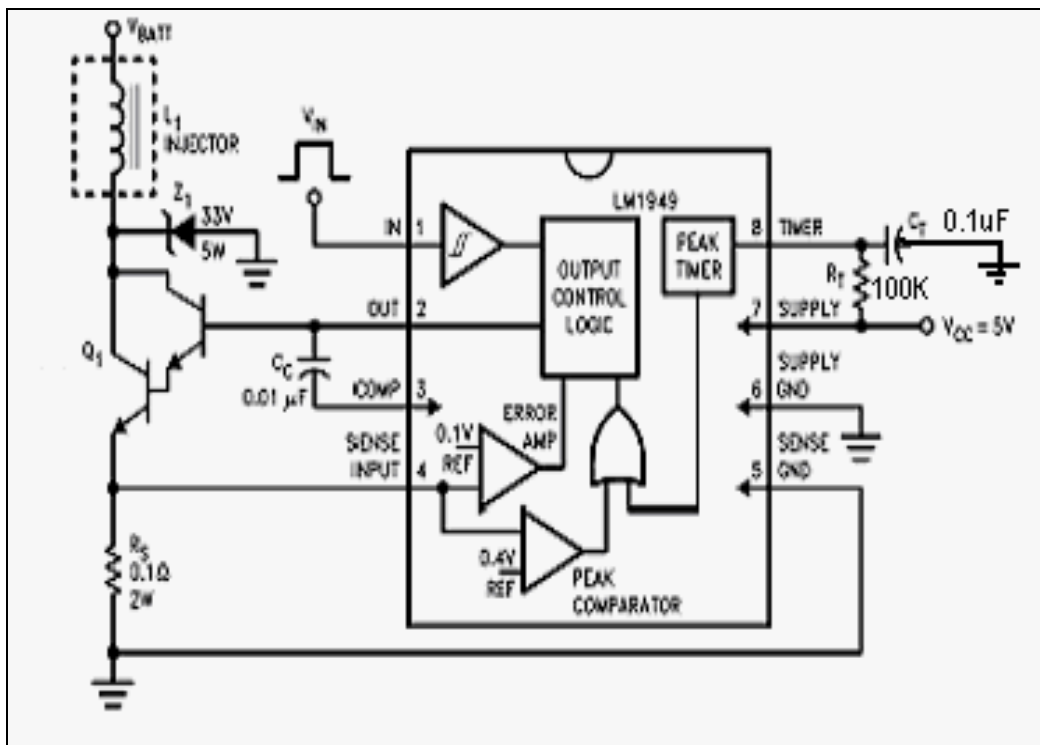 VBATT
L1
INJECTOR
VIN
Z1
33V
5W
LM1949
IN 1
8 TIMER
CT 0.1uF
PEAK
TIMER
RT
100K
OUTPUT
CONTROL
LOGIC
OUT 2
7 SUPPLY
VCC = 5V
Q1
CC
0.01 µF
COMP 3
SUPPLY
6 GND
ERROR
AMP
0.1V
REF
SENSE
INPUT 4
SENSE
5 GND
RS
0.1Ω
2W
0.4V
REF
PEAK
COMPARATOR